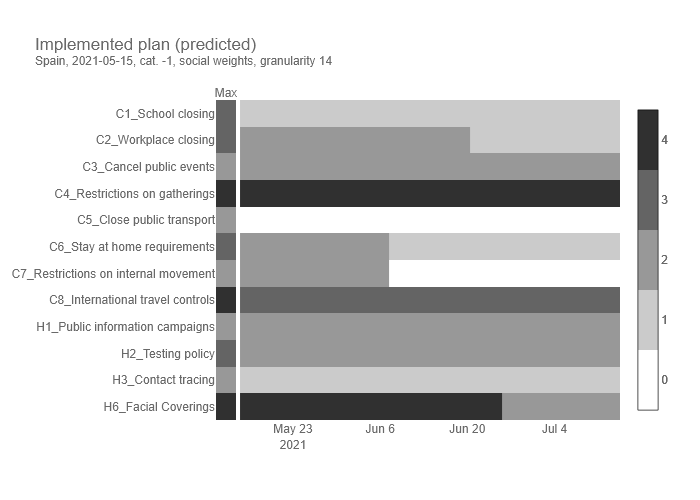 Implemented plan (predicted)
Spain, 2021-05-15, cat. -1, social weights, granularity 14
Max
C1_School closing
C2_Workplace closing
C3_Cancel public events
C4_Restrictions on gatherings
C5_Close public transport
C6_Stay at home requirements
C7_Restrictions on internal movement
C8_International travel controls
H1_Public information campaigns
H2_Testing policy
H3_Contact tracing
H6_Facial Coverings
4
3
2
1
0
May 23 Jun 6 Jun 20 Jul 4
2021